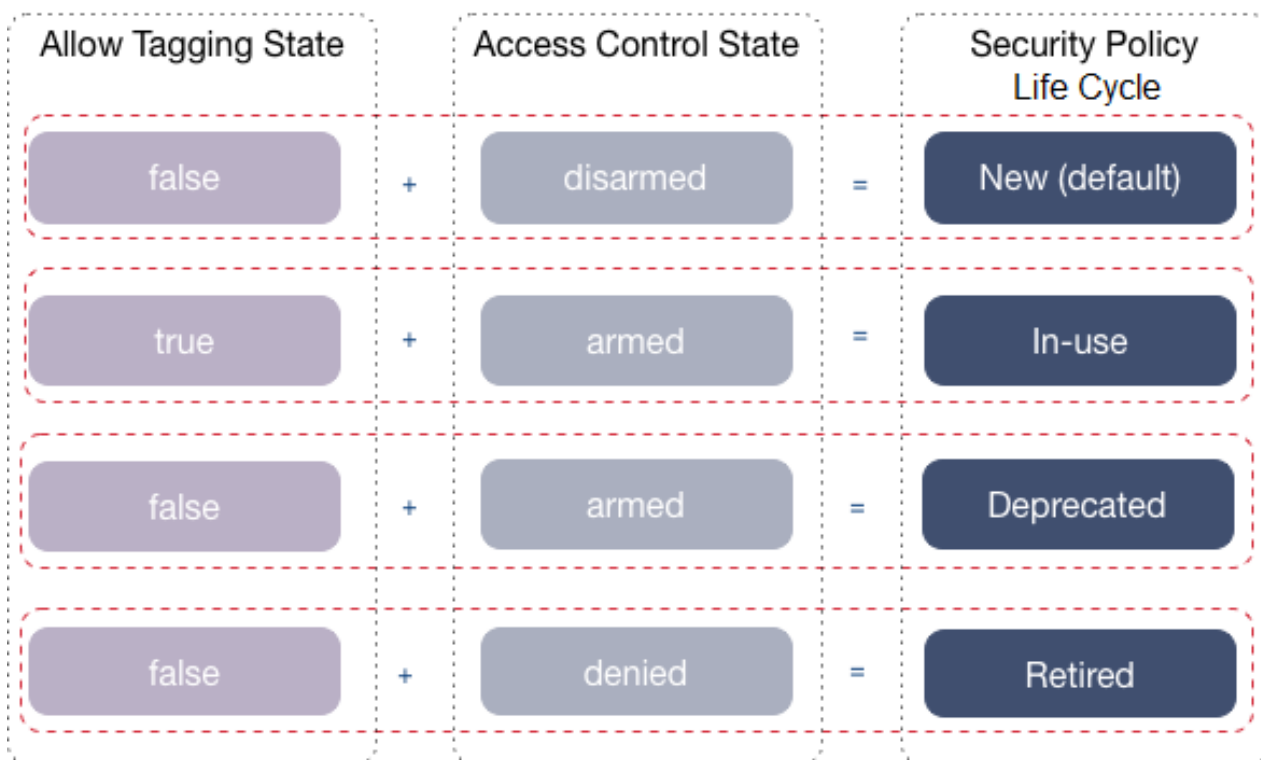 Allow Tagging State
Access Control State
Security Policy
Life Cycle
false + disarmed = New (default)
true + armed = In-use
false + armed = Deprecated
false + denied = Retired